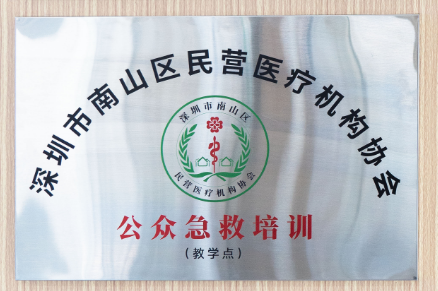 深圳市南山区民营医疗机构协会
深圳市南山区
民营医疗机构协会
公众急救培训
(教学点)